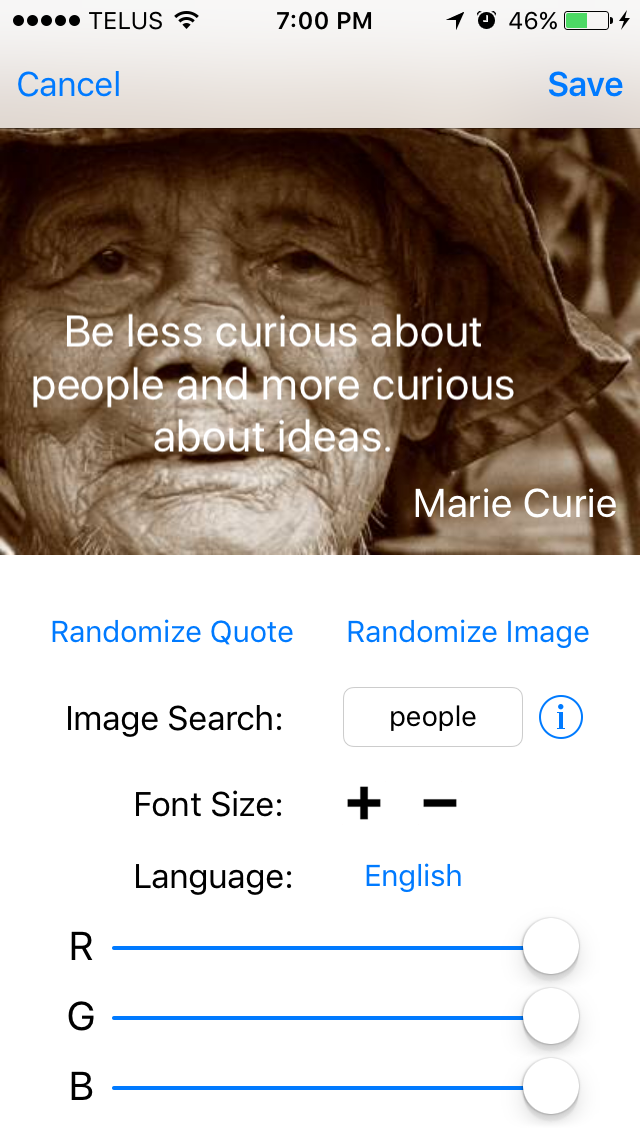 TELUS 7:00 PM 46%
Cancel Save
Be less curious about
people and more curious
about ideas.
Marie Curie
Randomize Quote Randomize Image
Image Search: people i
Font Size: + −
Language: English
R
G
B